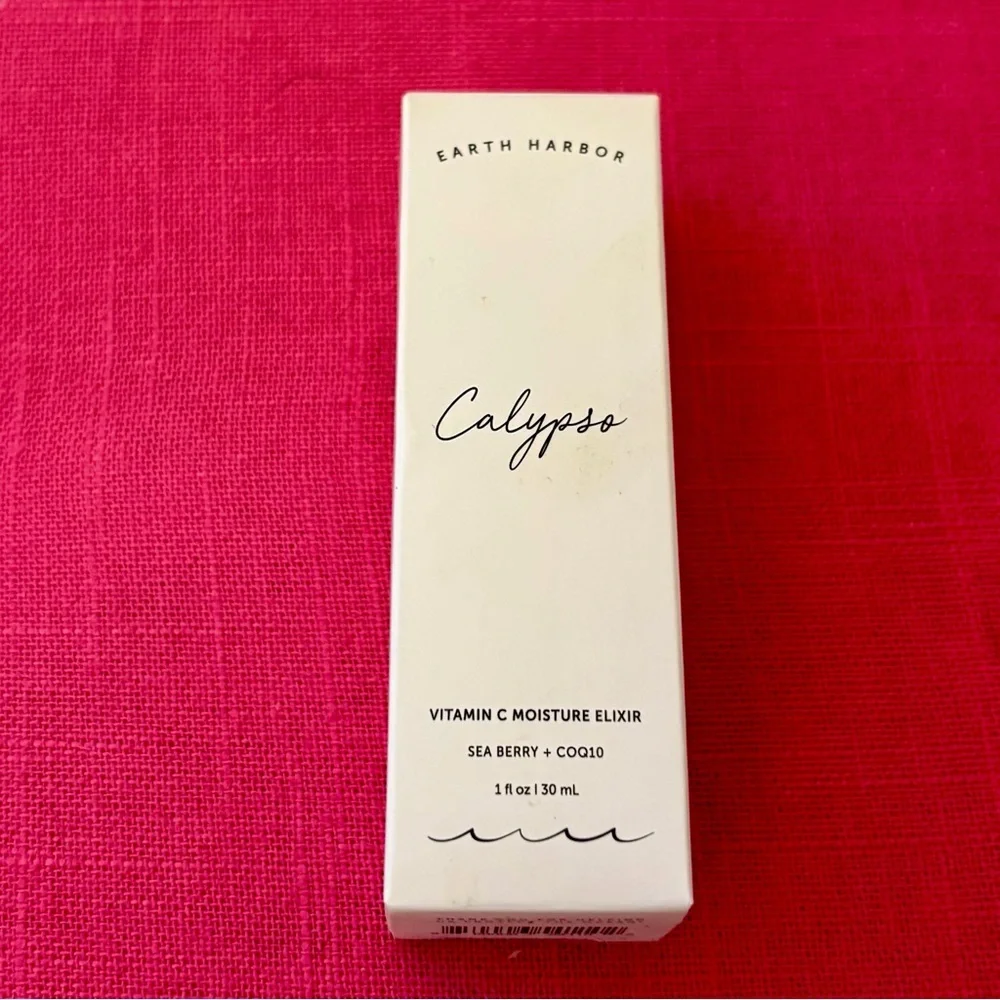 EARTH HARBOR
Calypso
VITAMIN C MOISTURE ELIXIR
SEA BERRY + COQ10
1 fl oz | 30 mL